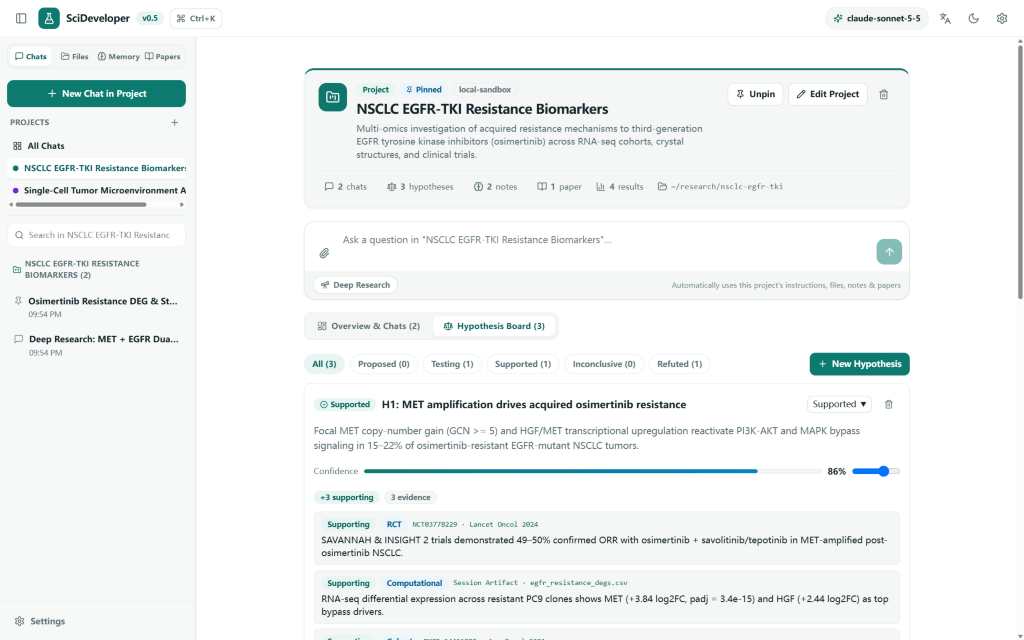 SciDeveloper v0.5 ⌘ Ctrl+K claude-sonnet-5-5
Chats Files Memory Papers
+ New Chat in Project
PROJECTS +
All Chats
NSCLC EGFR-TKI Resistance Biomarkers
Single-Cell Tumor Microenvironment A
Search in NSCLC EGFR-TKI Resistanc
NSCLC EGFR-TKI RESISTANCE
BIOMARKERS (2)
Osimertinib Resistance DEG & St...
09:54 PM
Deep Research: MET + EGFR Dua...
09:54 PM
Settings
Project Pinned local-sandbox
NSCLC EGFR-TKI Resistance Biomarkers
Unpin Edit Project
Multi-omics investigation of acquired resistance mechanisms to third-generation
EGFR tyrosine kinase inhibitors (osimertinib) across RNA-seq cohorts, crystal
structures, and clinical trials.
2 chats 3 hypotheses 2 notes 1 paper 4 results ~/research/nsclc-egfr-tki
Ask a question in "NSCLC EGFR-TKI Resistance Biomarkers"...
Deep Research Automatically uses this project's instructions, files, notes & papers
Overview & Chats (2) Hypothesis Board (3)
All (3) Proposed (0) Testing (1) Supported (1) Inconclusive (0) Refuted (1) + New Hypothesis
Supported H1: MET amplification drives acquired osimertinib resistance Supported ▼
Focal MET copy-number gain (GCN >= 5) and HGF/MET transcriptional upregulation reactivate PI3K-AKT and MAPK bypass
signaling in 15–22% of osimertinib-resistant EGFR-mutant NSCLC tumors.
Confidence 86%
+3 supporting 3 evidence
Supporting RCT NCT03778229 · Lancet Oncol 2024
SAVANNAH & INSIGHT 2 trials demonstrated 49–50% confirmed ORR with osimertinib + savolitinib/tepotinib in MET-amplified post-
osimertinib NSCLC.
Supporting Computational Session Artifact · egfr_resistance_degs.csv
RNA-seq differential expression across resistant PC9 clones shows MET (+3.84 log2FC, padj = 3.4e-15) and HGF (+2.44 log2FC) as top
bypass drivers.